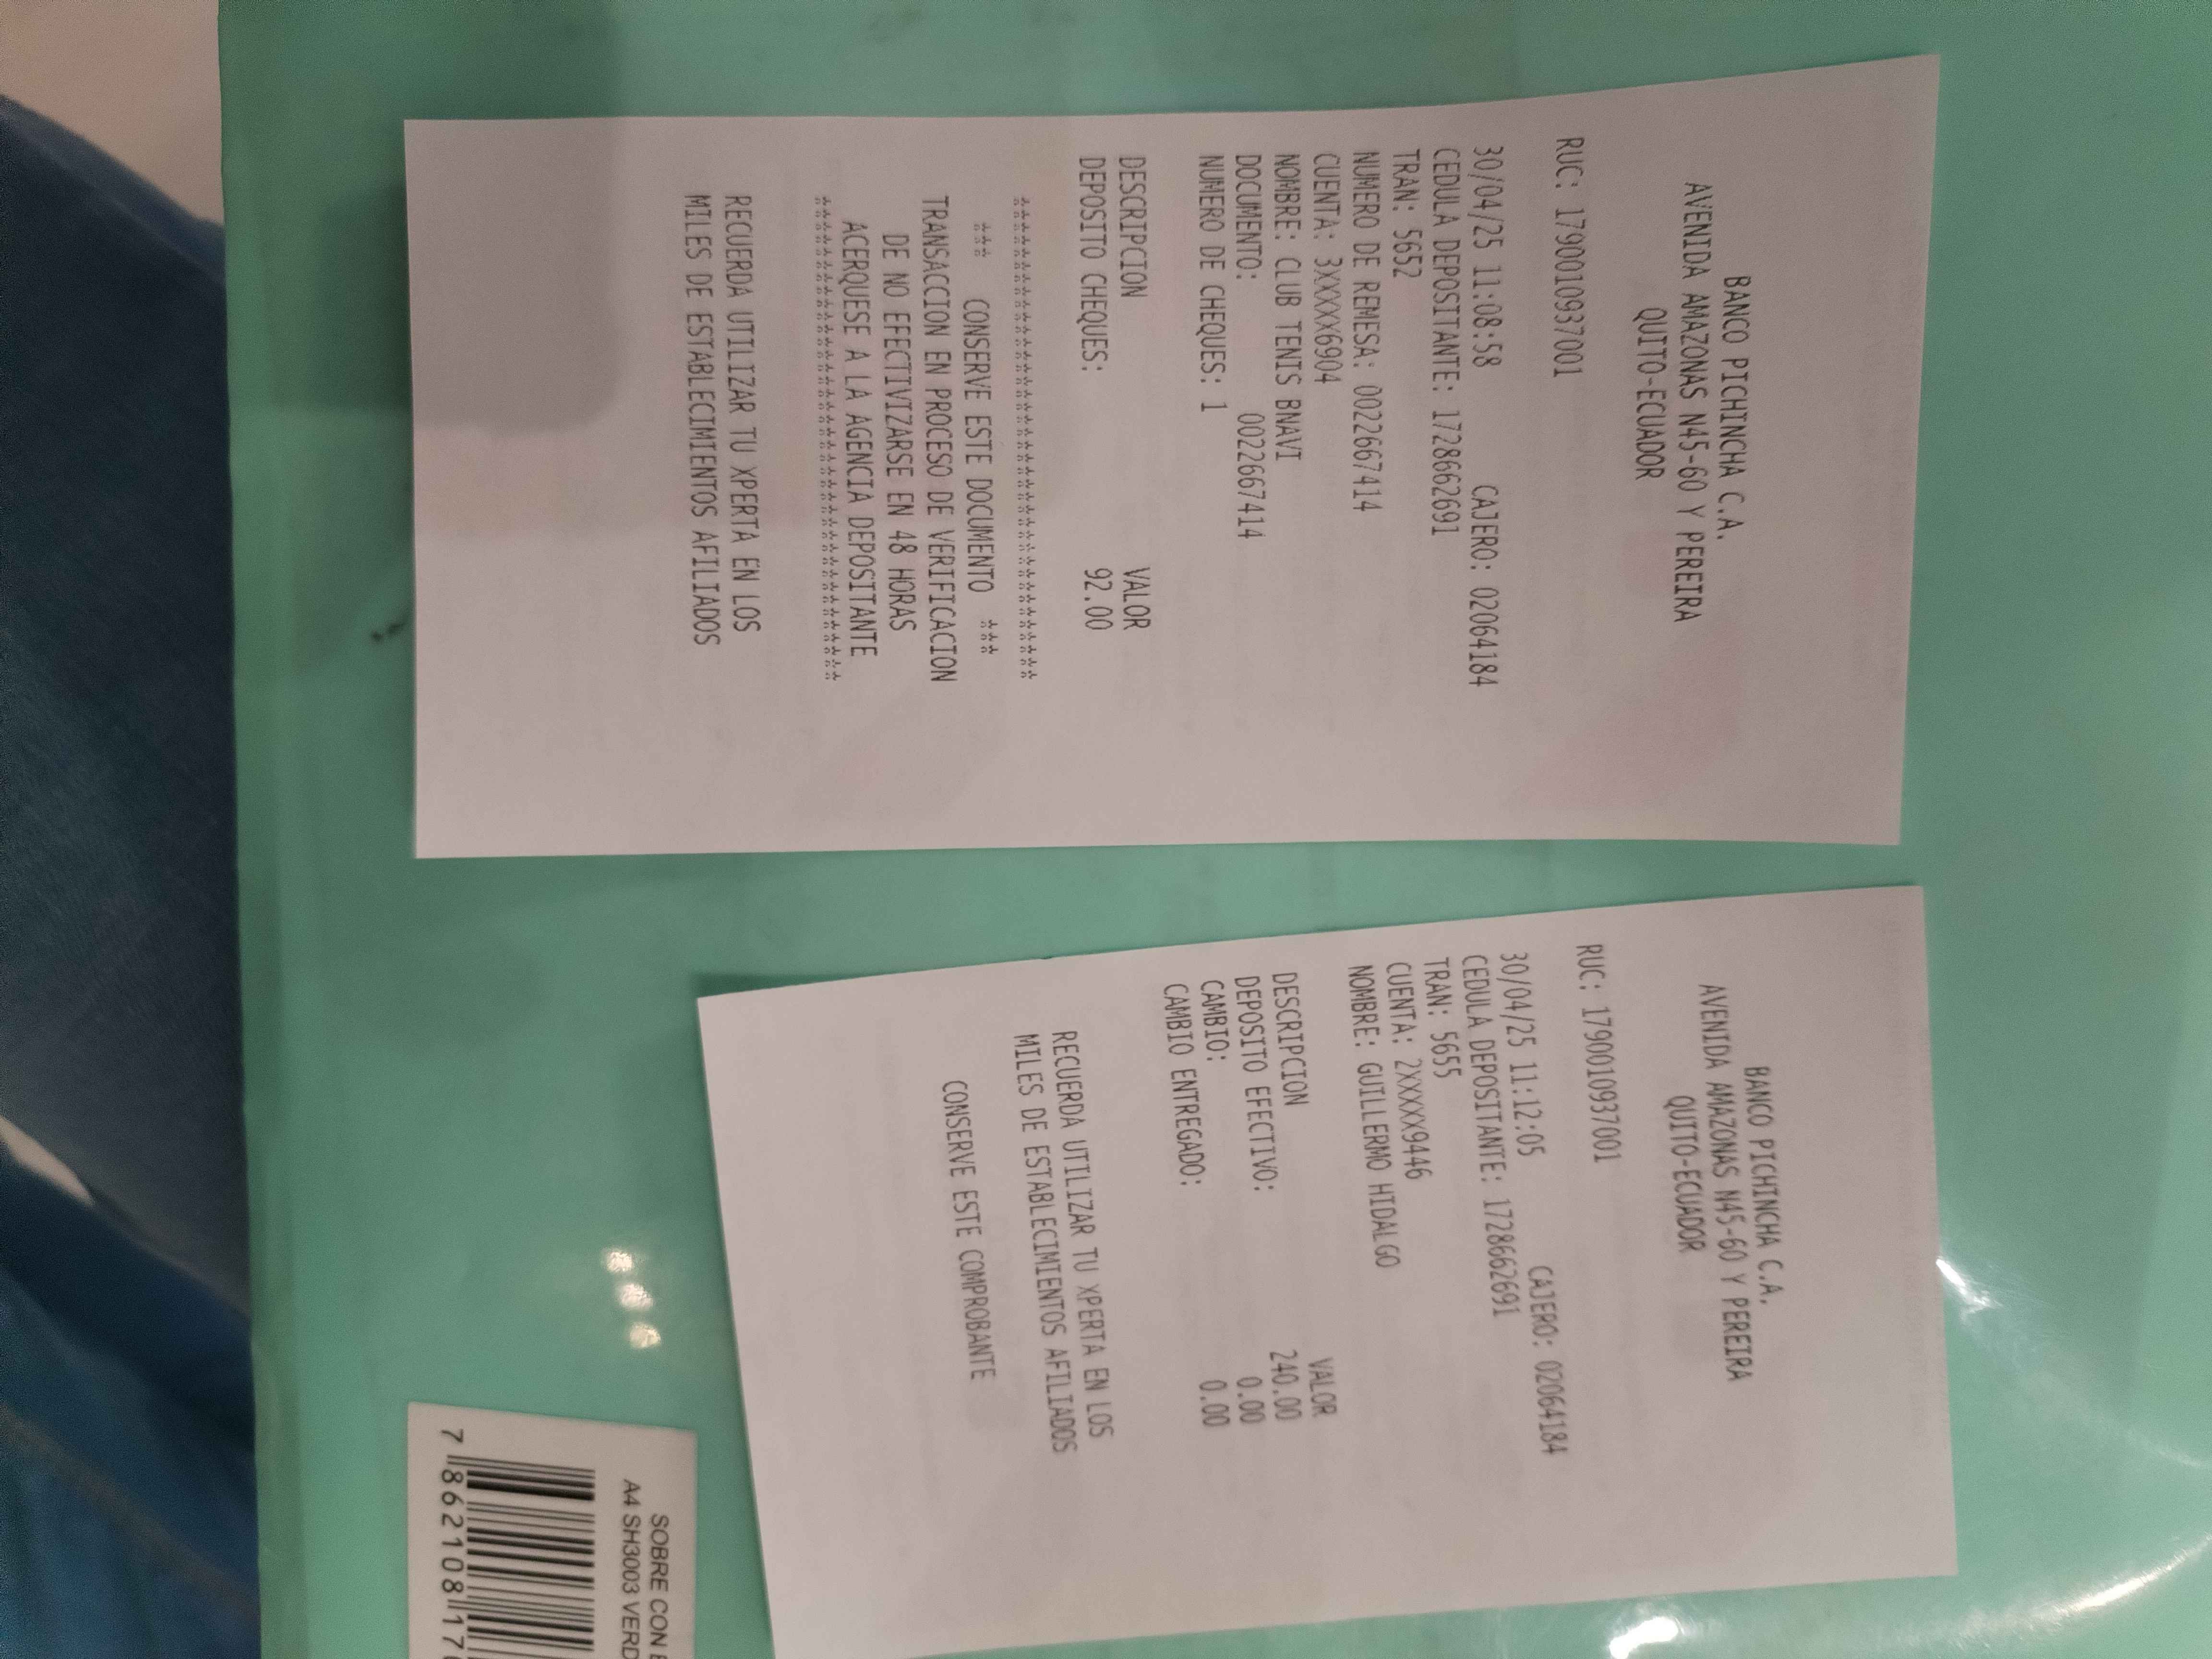 BANCO PICHINCHA C.A.
AVENIDA AMAZONAS N45-60 Y PEREIRA
QUITO-ECUADOR
RUC: 1790010937001
30/04/25 11:08:58 CAJERO: 02064184
CEDULA DEPOSITANTE: 1728662691
TRAN: 5652
NUMERO DE REMESA: 0022667414
CUENTA: 3XXXXX6904
NOMBRE: CLUB TENIS BNAVI
DOCUMENTO: 0022667414
NUMERO DE CHEQUES: 1
DESCRIPCION VALOR
DEPOSITO CHEQUES: 92.00
*** CONSERVE ESTE DOCUMENTO ***
TRANSACCION EN PROCESO DE VERIFICACION
DE NO EFECTIVIZARSE EN 48 HORAS
ACERQUESE A LA AGENCIA DEPOSITANTE
RECUERDA UTILIZAR TU XPERTA EN LOS
MILES DE ESTABLECIMIENTOS AFILIADOS
BANCO PICHINCHA C.A.
AVENIDA AMAZONAS N45-60 Y PEREIRA
QUITO-ECUADOR
RUC: 1790010937001
30/04/25 11:12:05 CAJERO: 02064184
CEDULA DEPOSITANTE: 1728662691
TRAN: 5655
CUENTA: 2XXXXX9446
NOMBRE: GUILLERMO HIDALGO
DESCRIPCION VALOR
DEPOSITO EFECTIVO: 240.00
CAMBIO: 0.00
CAMBIO ENTREGADO: 0.00
RECUERDA UTILIZAR TU XPERTA EN LOS
MILES DE ESTABLECIMIENTOS AFILIADOS
CONSERVE ESTE COMPROBANTE
SOBRE CON
A4 SH3003 VERD
7 862108 17